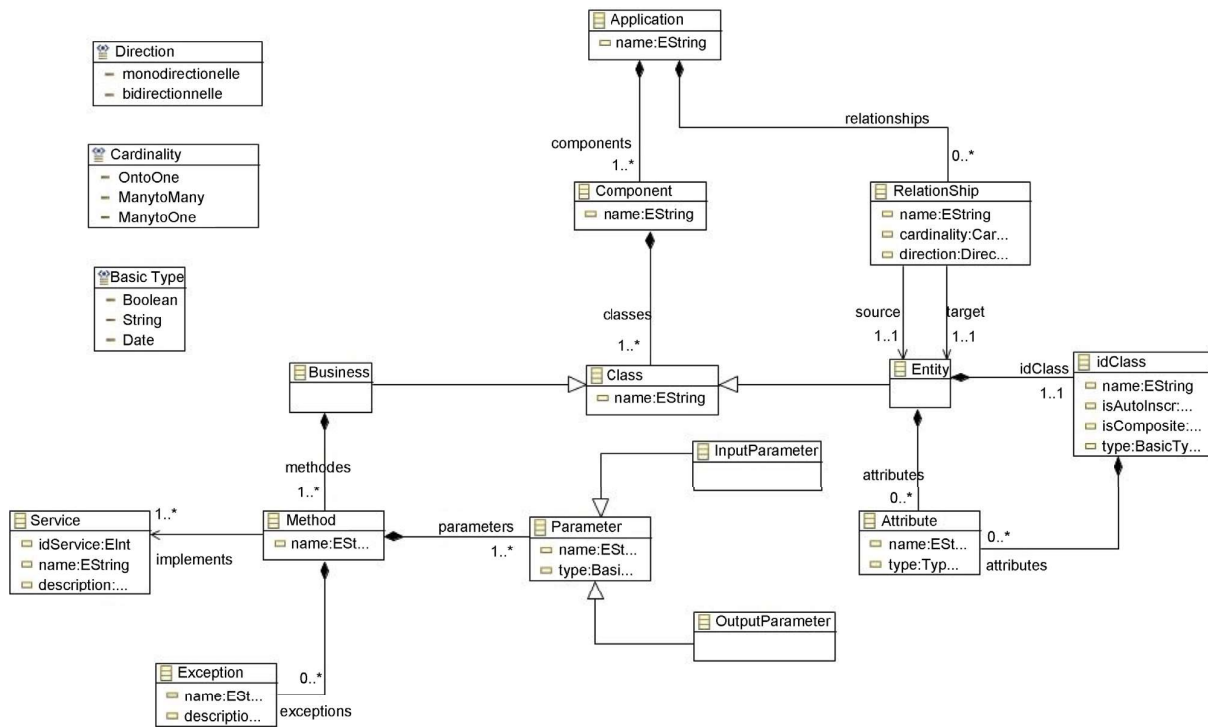 Application
name:EString
Direction
monodirectionelle
bidirectionnelle
relationships
components
1..*
0..*
Cardinality
OntoOne
ManytoMany
ManytoOne
Component
name:EString
RelationShip
name:EString
cardinality:Car...
direction:Direc...
Basic Type
Boolean
String
Date
classes
1..*
source
target
1..1
1..1
Business
Class
name:EString
Entity
idClass
1..1
idClass
name:EString
isAutoInscr:...
isComposite:...
type:BasicTy...
methodes
1..*
InputParameter
attributes
0..*
Service
idService:EInt
name:EString
description:...
1..*
implements
Method
name:ESt...
parameters
1..*
Parameter
name:ESt...
type:Basi...
Attribute
name:ESt...
type:Typ...
0..*
attributes
OutputParameter
Exception
name:ESt...
descriptio...
0..*
exceptions